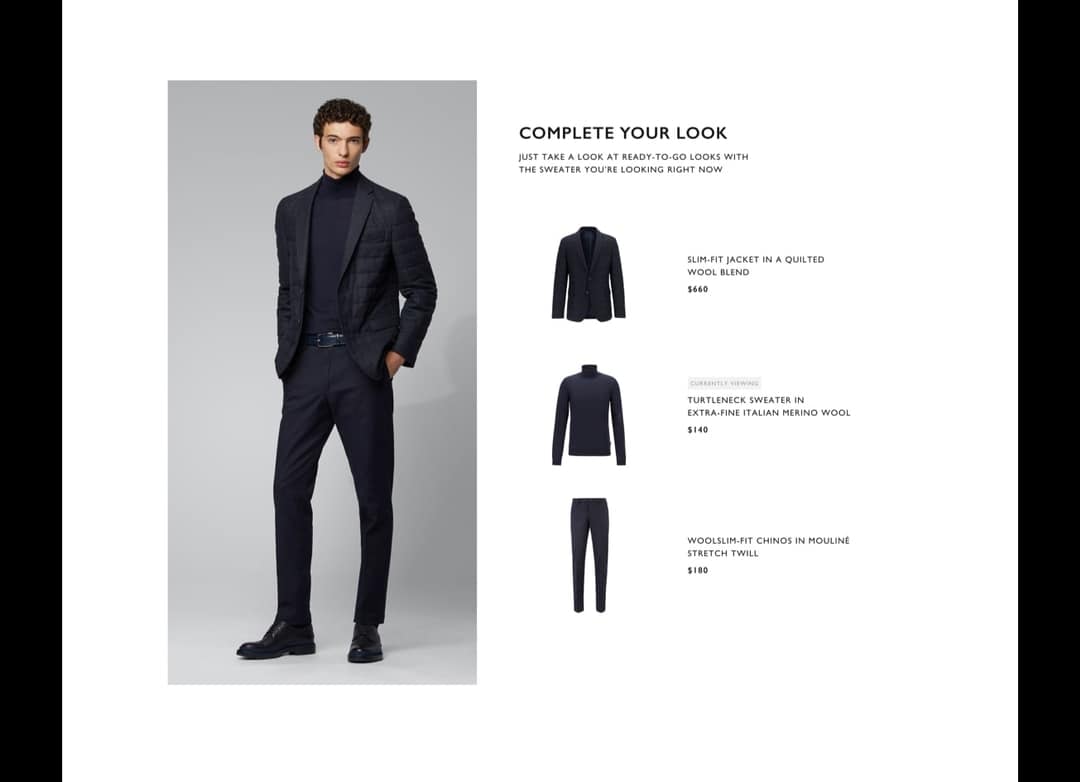 COMPLETE YOUR LOOK
JUST TAKE A LOOK AT READY-TO-GO LOOKS WITH
THE SWEATER YOU'RE LOOKING RIGHT NOW
SLIM-FIT JACKET IN A QUILTED
WOOL BLEND
$660
CURRENTLY VIEWING
TURTLENECK SWEATER IN
EXTRA-FINE ITALIAN MERINO WOOL
$140
WOOLSLIM-FIT CHINOS IN MOULINÉ
STRETCH TWILL
$180